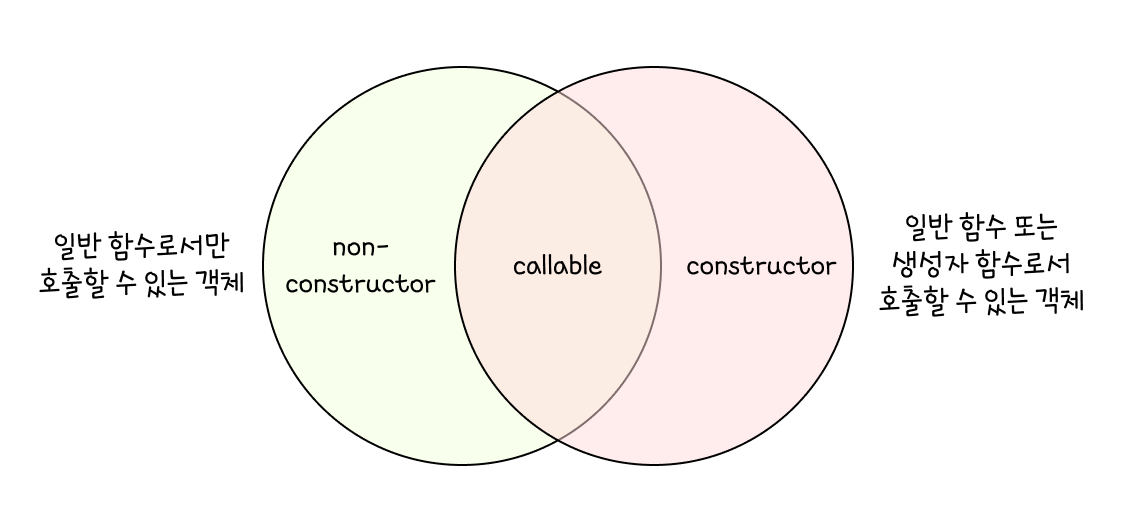 일반 함수로서만
호출할 수 있는 객체
non-
constructor
callable
constructor
일반 함수 또는
생성자 함수로서
호출할 수 있는 객체